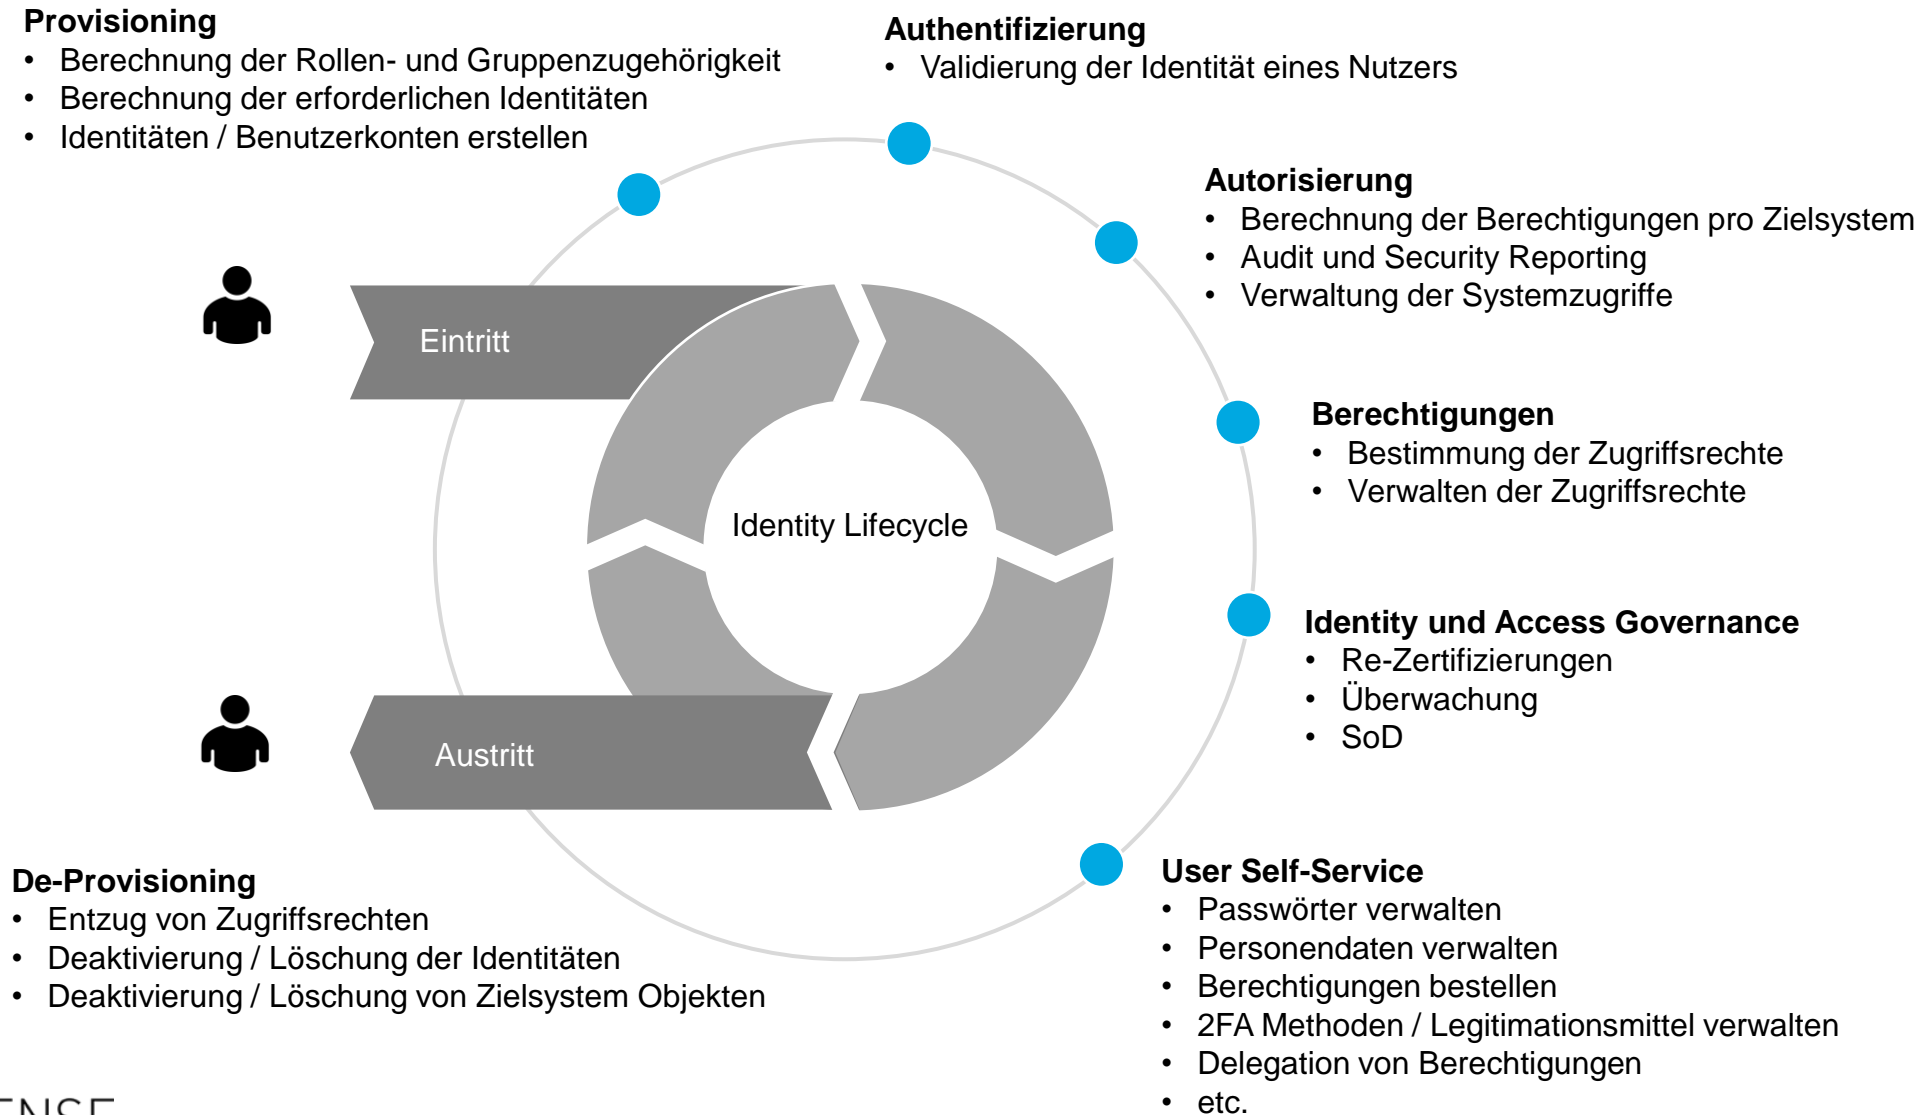 Provisioning
• Berechnung der Rollen- und Gruppenzugehörigkeit
• Berechnung der erforderlichen Identitäten
• Identitäten / Benutzerkonten erstellen
Authentifizierung
• Validierung der Identität eines Nutzers
Autorisierung
• Berechnung der Berechtigungen pro Zielsystem
• Audit und Security Reporting
• Verwaltung der Systemzugriffe
Eintritt
Berechtigungen
• Bestimmung der Zugriffsrechte
• Verwalten der Zugriffsrechte
Identity Lifecycle
Identity und Access Governance
• Re-Zertifizierungen
• Überwachung
• SoD
Austritt
De-Provisioning
• Entzug von Zugriffsrechten
• Deaktivierung / Löschung der Identitäten
• Deaktivierung / Löschung von Zielsystem Objekten
User Self-Service
• Passwörter verwalten
• Personendaten verwalten
• Berechtigungen bestellen
• 2FA Methoden / Legitimationsmittel verwalten
• Delegation von Berechtigungen
• etc.